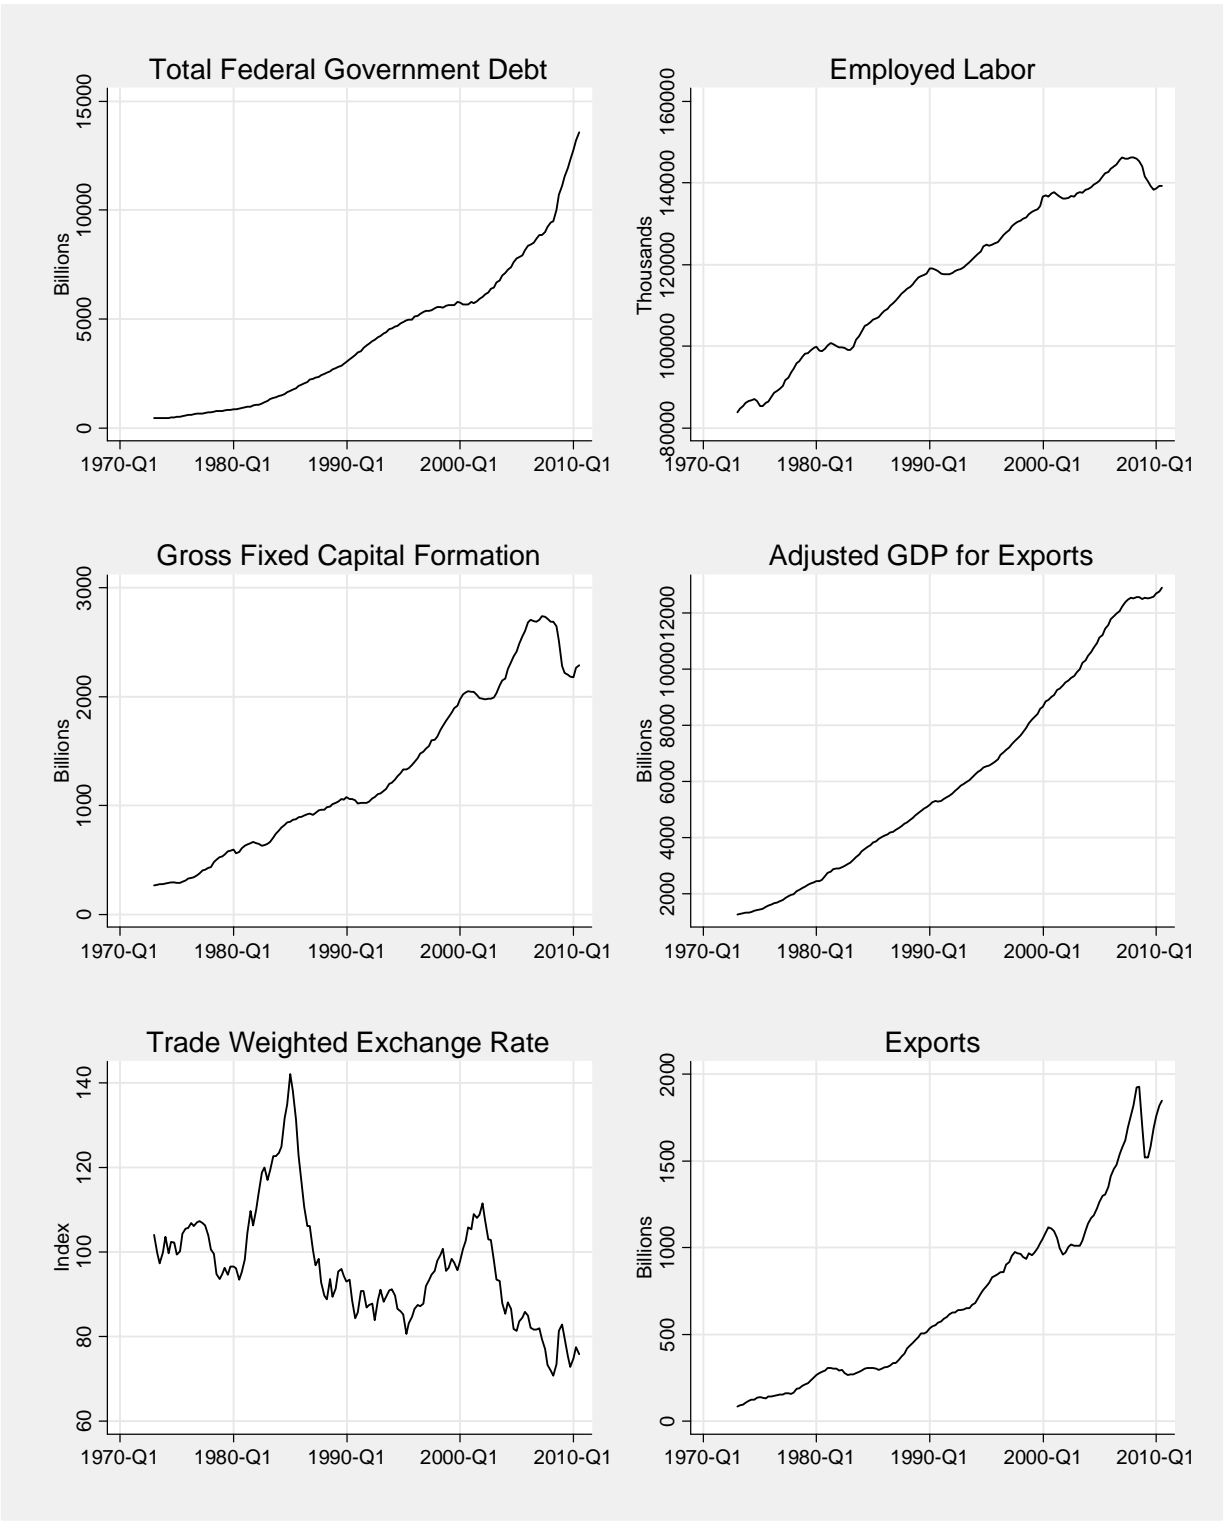 Total Federal Government Debt
Billions
15000
10000
5000
0
1970-Q1 1980-Q1 1990-Q1 2000-Q1 2010-Q1
Employed Labor
Thousands
160000
140000
120000
100000
80000
1970-Q1 1980-Q1 1990-Q1 2000-Q1 2010-Q1
Gross Fixed Capital Formation
Billions
3000
2000
1000
0
1970-Q1 1980-Q1 1990-Q1 2000-Q1 2010-Q1
Adjusted GDP for Exports
Billions
12000
10000
8000
6000
4000
2000
1970-Q1 1980-Q1 1990-Q1 2000-Q1 2010-Q1
Trade Weighted Exchange Rate
Index
140
120
100
80
60
1970-Q1 1980-Q1 1990-Q1 2000-Q1 2010-Q1
Exports
Billions
2000
1500
1000
500
0
1970-Q1 1980-Q1 1990-Q1 2000-Q1 2010-Q1